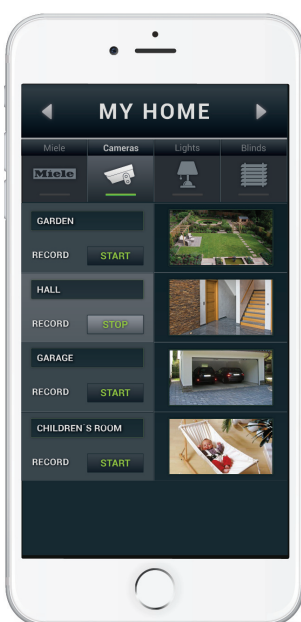 MY HOME
Miele Cameras Lights Blinds
Miele
GARDEN
RECORD START
HALL
RECORD STOP
GARAGE
RECORD START
CHILDREN´S ROOM
RECORD START